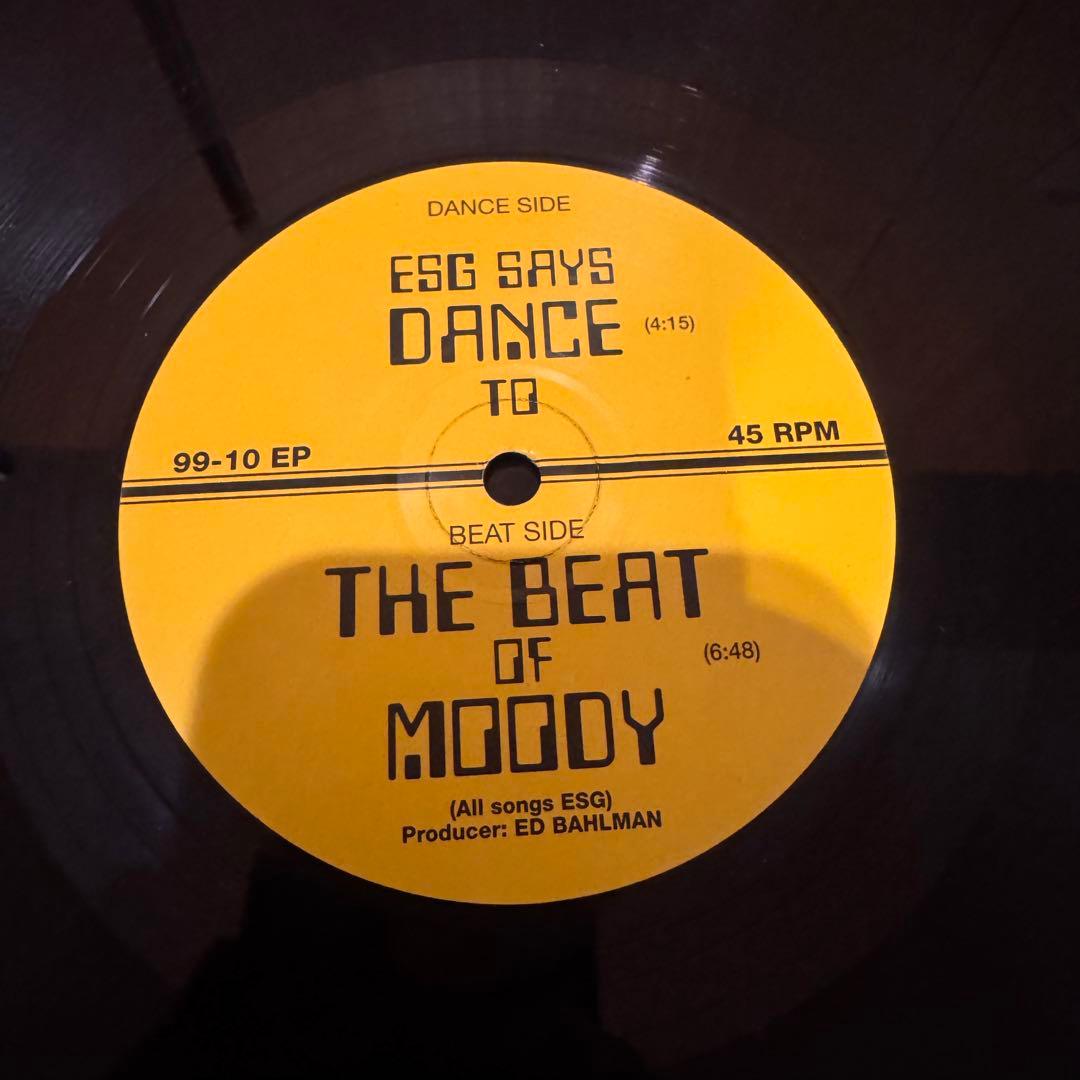 DANCE SIDE
ESG SAYS
DANCE (4:15)
TO
99-10 EP 45 RPM
BEAT SIDE
THE BEAT
OF (6:48)
MOODY
(All songs ESG)
Producer: ED BAHLMAN